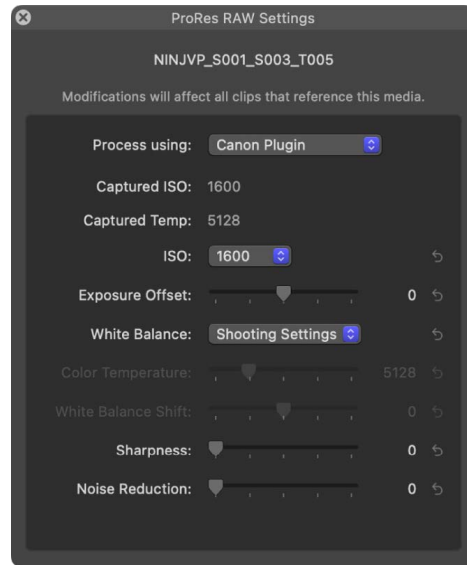 ProRes RAW Settings
NINJVP_S001_S003_T005
Modifications will affect all clips that reference this media.
Process using: Canon Plugin
Captured ISO: 1600
Captured Temp: 5128
ISO: 1600
Exposure Offset: 0
White Balance: Shooting Settings
Color Temperature: 5128
White Balance Shift: 0
Sharpness: 0
Noise Reduction: 0